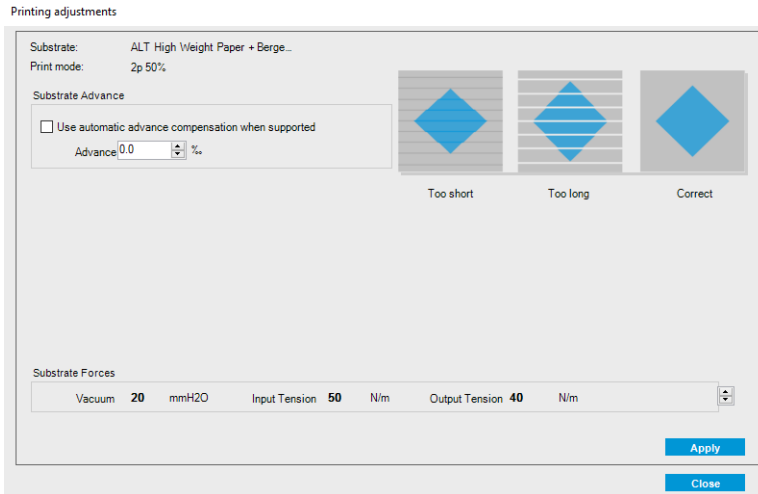 Printing adjustments
Substrate: ALT High Weight Paper + Berge...
Print mode: 2p 50%
Substrate Advance
Use automatic advance compensation when supported
Advance 0.0 ‰
Too short Too long Correct
Substrate Forces
Vacuum 20 mmH2O Input Tension 50 N/m Output Tension 40 N/m
Apply
Close